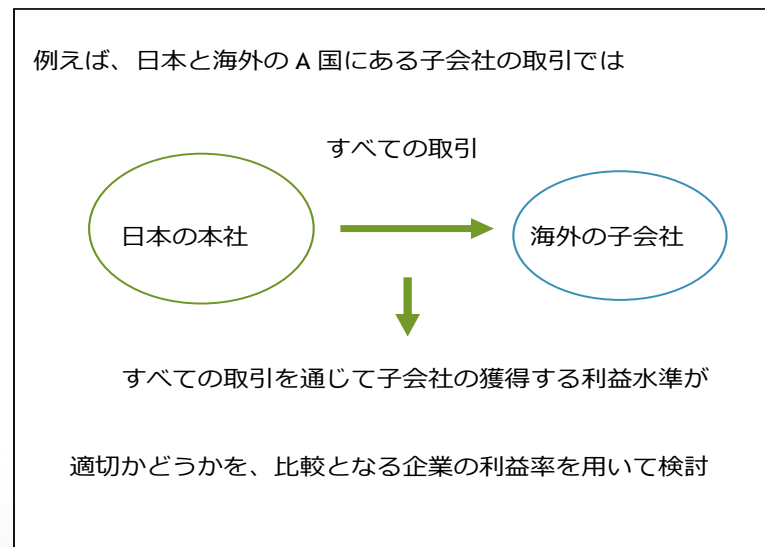 例えば、日本と海外の A 国にある子会社の取引では
すべての取引
日本の本社
海外の子会社
すべての取引を通じて子会社の獲得する利益水準が
適切かどうかを、比較となる企業の利益率を用いて検討